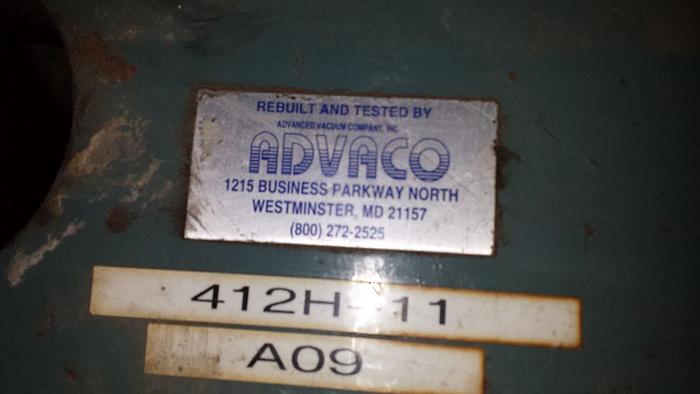 REBUILT AND TESTED BY
ADVANCED VACUUM COMPANY, INC.
ADVACO
1215 BUSINESS PARKWAY NORTH
WESTMINSTER, MD 21157
(800) 272-2525
412H-11
A09